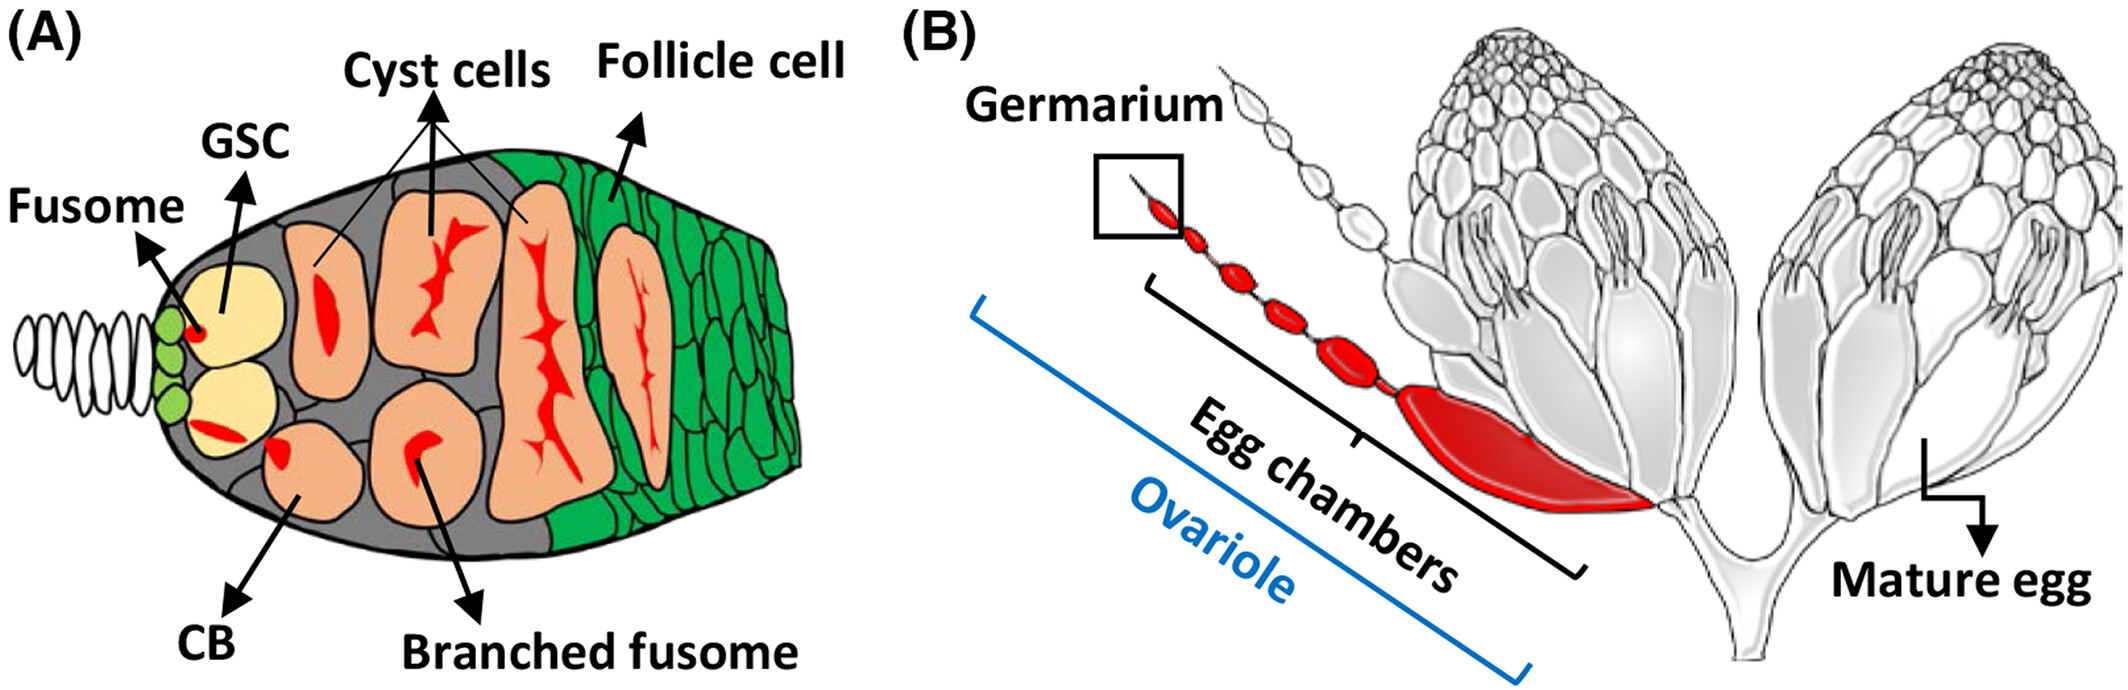 (A)
Cyst cells
Follicle cell
GSC
Fusome
CB
Branched fusome
(B)
Germarium
Egg chambers
Ovariole
Mature egg